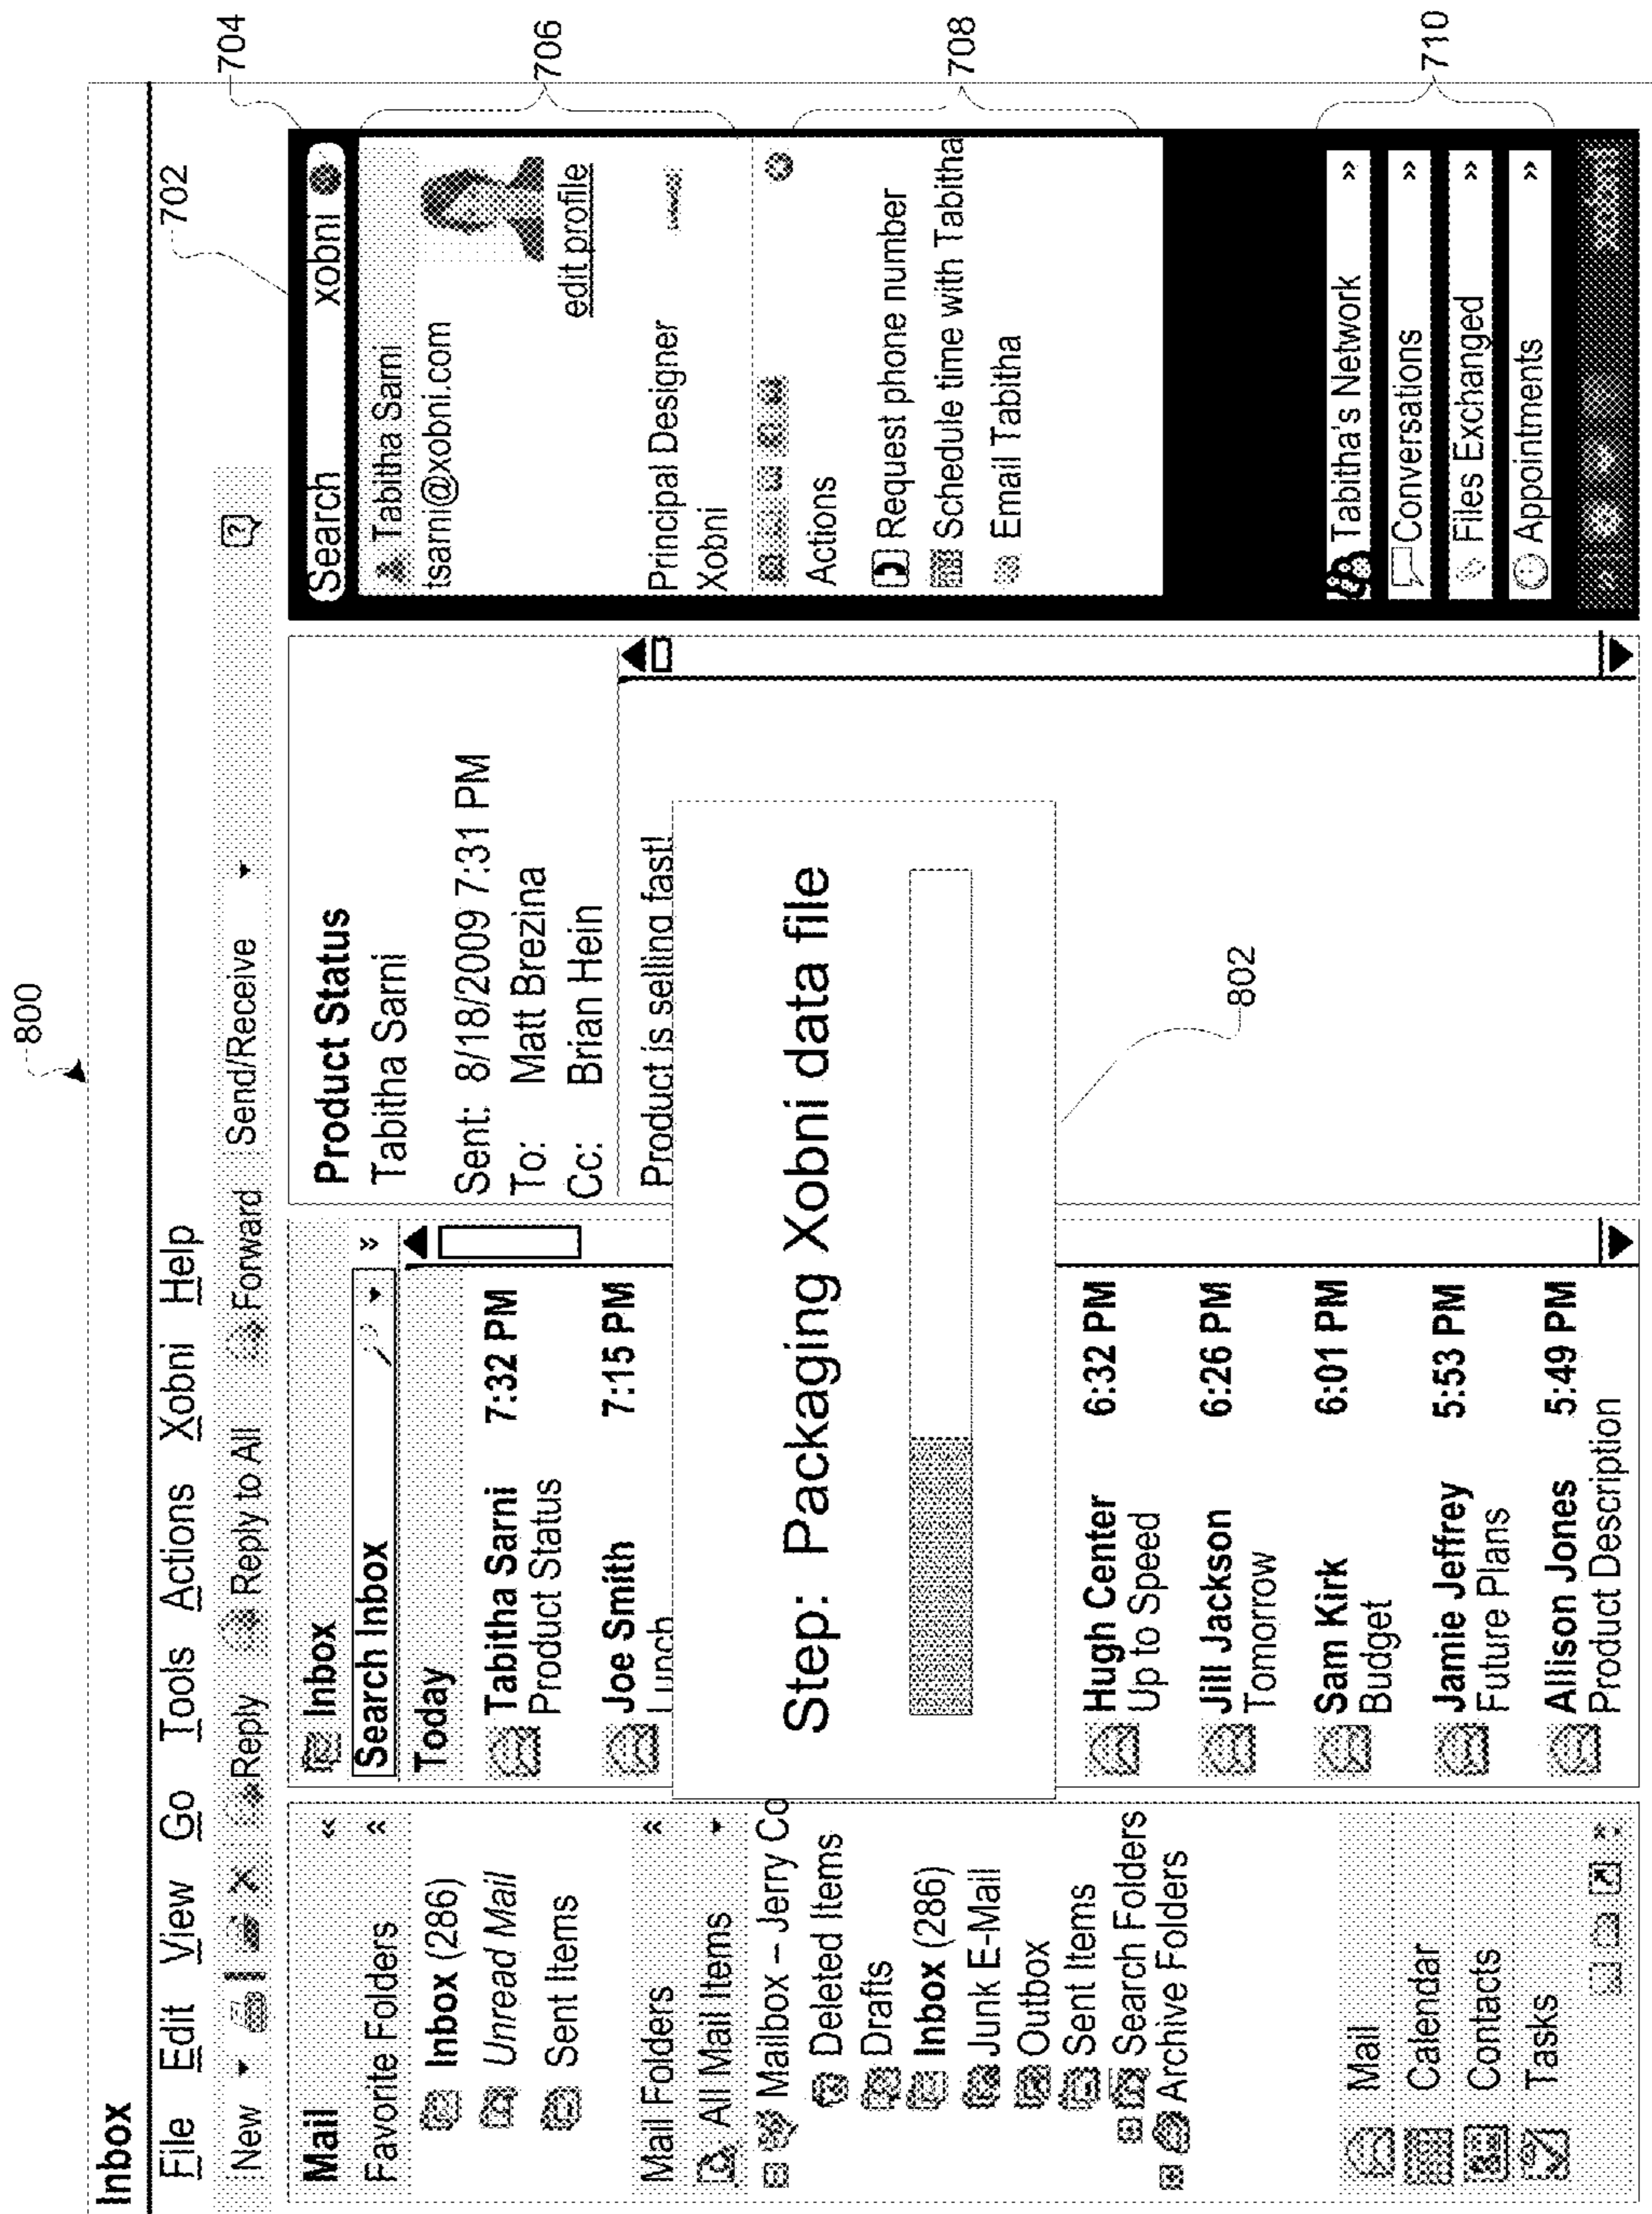 800
Inbox
File Edit View Go Tools Actions Xobni Help
New Reply Reply to All Forward Send/Receive
702
704
706
708
710
Mail
Favorite Folders
Inbox (286)
Unread Mail
Sent Items
Mail Folders
All Mail Items
Mailbox – Jerry Co
Deleted Items
Drafts
Inbox (286)
Junk E-Mail
Outbox
Sent Items
Search Folders
Archive Folders
Mail
Calendar
Contacts
Tasks
Inbox
Search Inbox
Today
Tabitha Sarni 7:32 PM
Product Status
Joe Smith 7:15 PM
Lunch
Hugh Center 6:32 PM
Up to Speed
Jill Jackson 6:26 PM
Tomorrow
Sam Kirk 6:01 PM
Budget
Jamie Jeffrey 5:53 PM
Future Plans
Allison Jones 5:49 PM
Product Description
Product Status
Tabitha Sarni
Sent: 8/18/2009 7:31 PM
To: Matt Brezina
Cc: Brian Hein
Product is selling fast!
Step: Packaging Xobni data file
802
Search xobni
Tabitha Sarni
tsarni@xobni.com
edit profile
Principal Designer
Xobni
Actions
Request phone number
Schedule time with Tabitha
Email Tabitha
Tabitha's Network
Conversations
Files Exchanged
Appointments
xobni